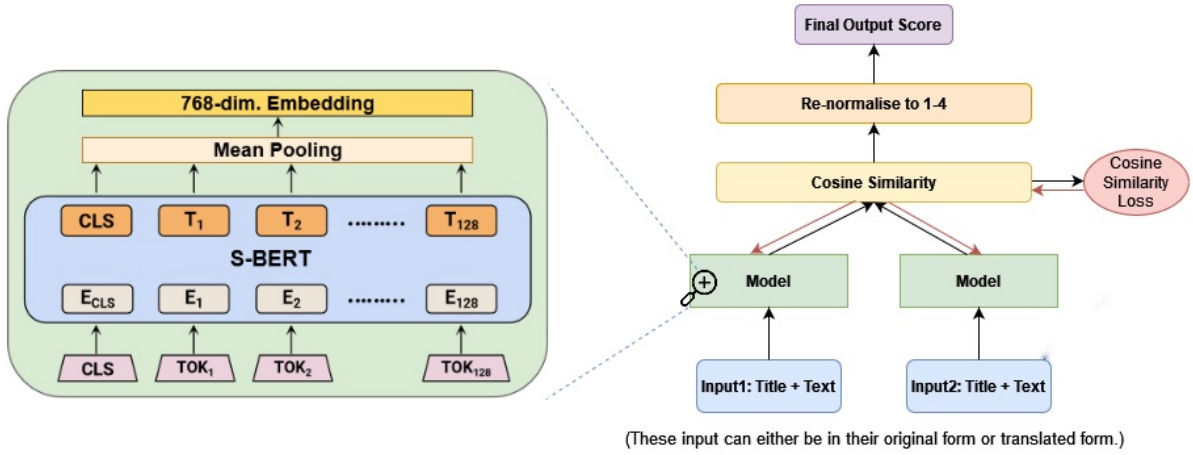 768-dim. Embedding
Mean Pooling
CLS T1 T2 ......... T128
S-BERT
ECLS E1 E2 ......... E128
CLS TOK1 TOK2 TOK128
Final Output Score
Re-normalise to 1-4
Cosine Similarity
Cosine
Similarity
Loss
Model Model
Input1: Title + Text Input2: Title + Text
(These input can either be in their original form or translated form.)